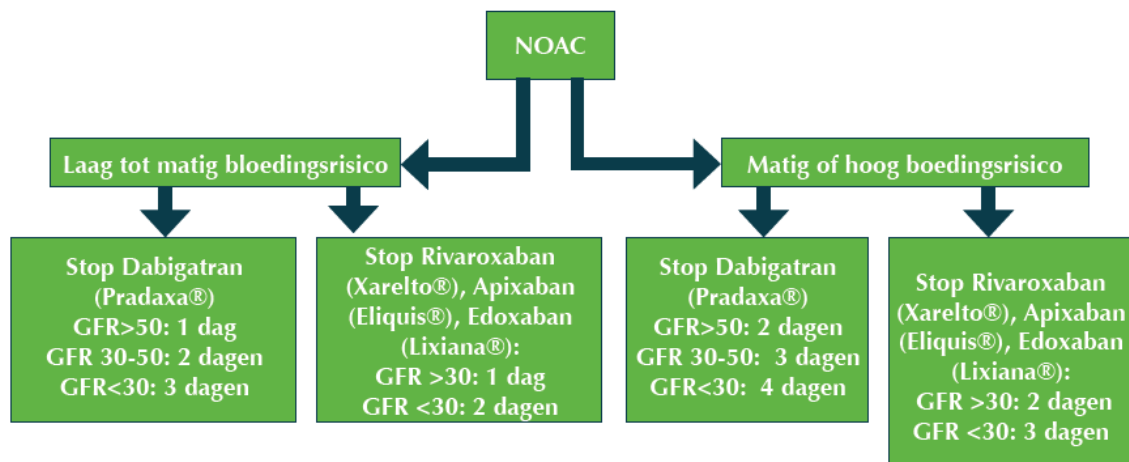 NOAC
Laag tot matig bloedingsrisico
Matig of hoog boedingsrisico
Stop Dabigatran
(Pradaxa®)
GFR>50: 1 dag
GFR 30-50: 2 dagen
GFR<30: 3 dagen
Stop Rivaroxaban
(Xarelto®), Apixaban
(Eliquis®), Edoxaban
(Lixiana®):
GFR >30: 1 dag
GFR <30: 2 dagen
Stop Dabigatran
(Pradaxa®)
GFR>50: 2 dagen
GFR 30-50: 3 dagen
GFR<30: 4 dagen
Stop Rivaroxaban
(Xarelto®), Apixaban
(Eliquis®), Edoxaban
(Lixiana®):
GFR >30: 2 dagen
GFR <30: 3 dagen